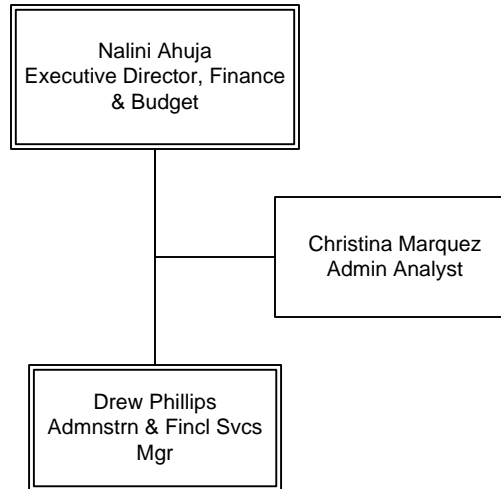 Nalini Ahuja
Executive Director, Finance
& Budget
Christina Marquez
Admin Analyst
Drew Phillips
Admnstrn & Fincl Svcs
Mgr